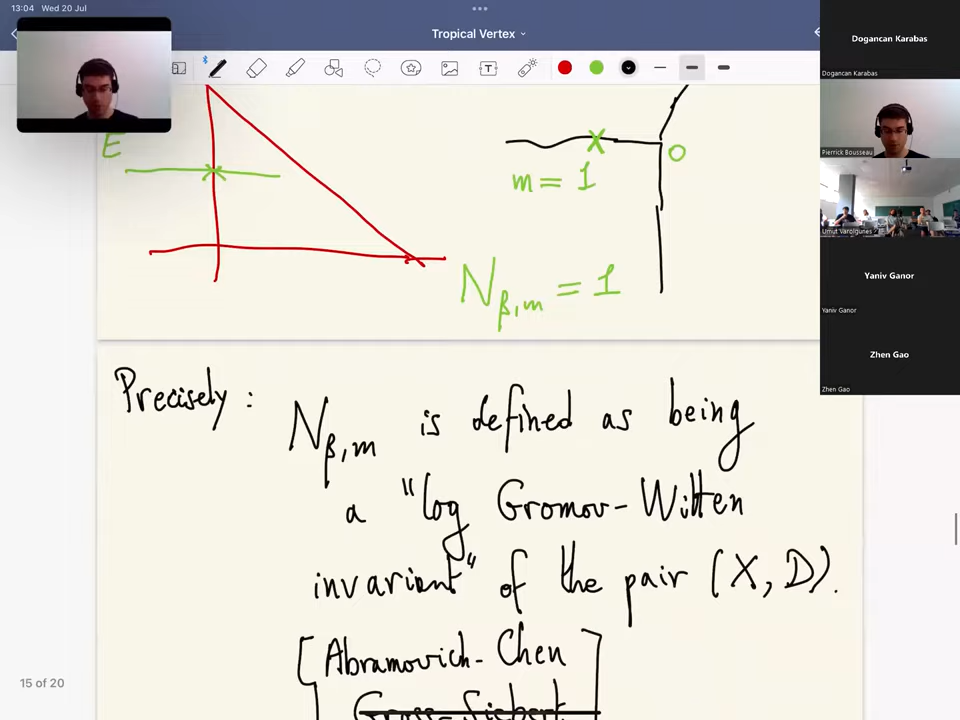 13:04 Wed 20 Jul
Tropical Vertex
Dogancan Karabas
Dogancan Karabas
Pierrick Bousseau
Umut Varolgunes
Yaniv Ganor
Yaniv Ganor
Zhen Gao
Zhen Gao
E
O
m = 1
N_{β,m} = 1
Precisely :
N_{β,m} is defined as being
a "log Gromov-Witten
invariant" of the pair (X, D).
[Abramovich-Chen
Gross-Siebert]
15 of 20